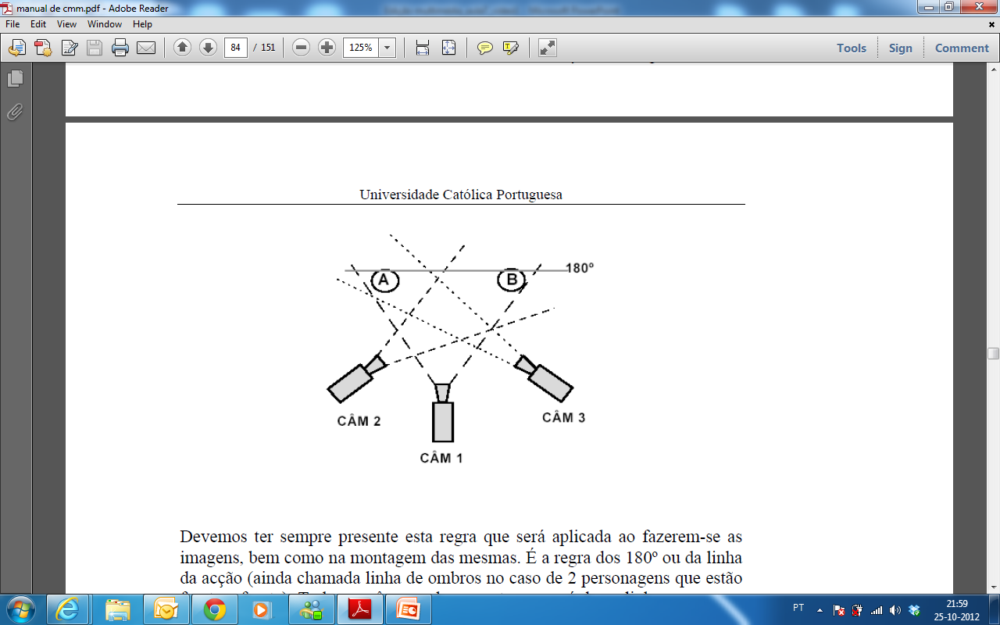 manual de cmm.pdf - Adobe Reader
File Edit View Window Help
84 / 151 125% Tools Sign Comment
Universidade Católica Portuguesa
180º
A B
CÂM 2
CÂM 3
CÂM 1
Devemos ter sempre presente esta regra que será aplicada ao fazerem-se as
imagens, bem como na montagem das mesmas. É a regra dos 180º ou da linha
da acção (ainda chamada linha de ombros no caso de 2 personagens que estão
PT 21:59
25-10-2012